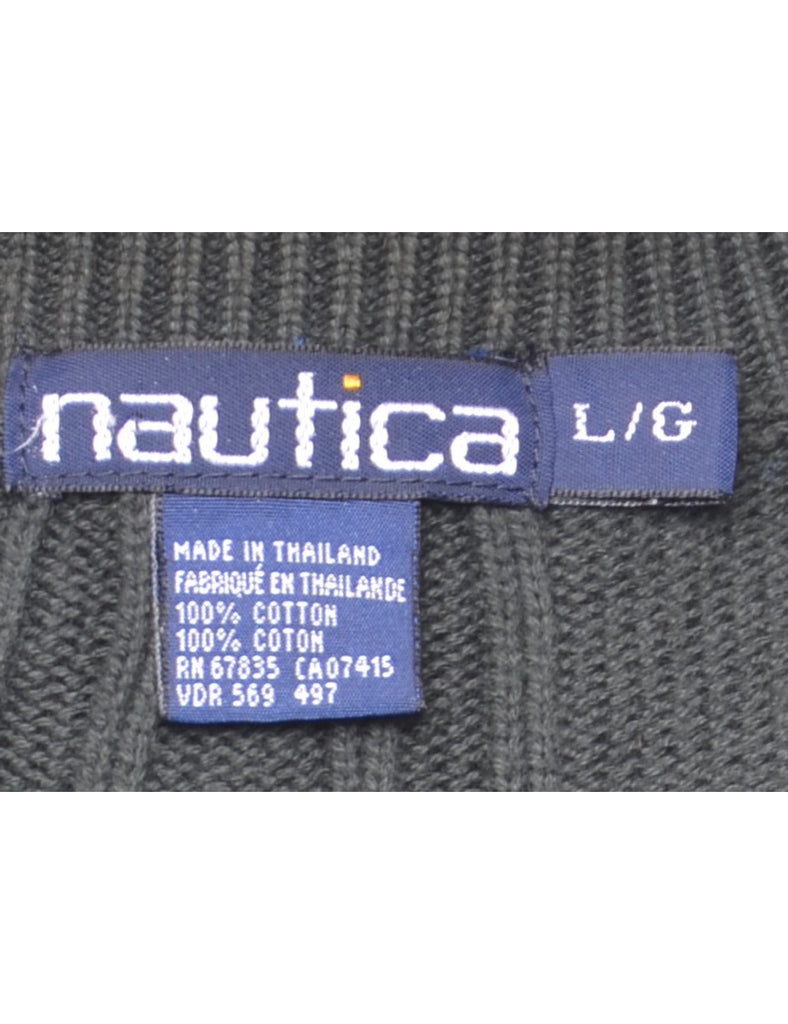 nautica
L/G
MADE IN THAILAND
FABRIQUÉ EN THAILANDE
100% COTTON
100% COTON
RN 67835 CA07415
VDR 569 497